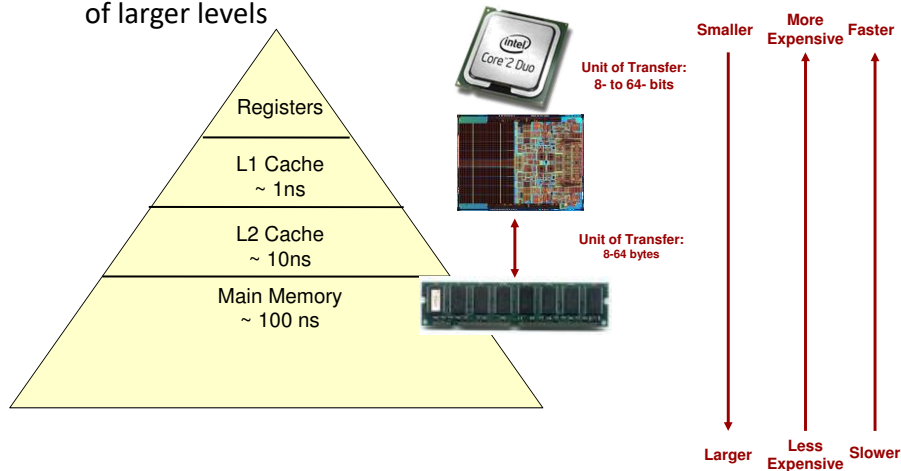 of larger levels
Registers
L1 Cache
~ 1ns
L2 Cache
~ 10ns
Main Memory
~ 100 ns
intel
Core 2 Duo
Unit of Transfer:
8- to 64- bits
Unit of Transfer:
8-64 bytes
Smaller
More
Expensive
Faster
Larger
Less
Expensive
Slower